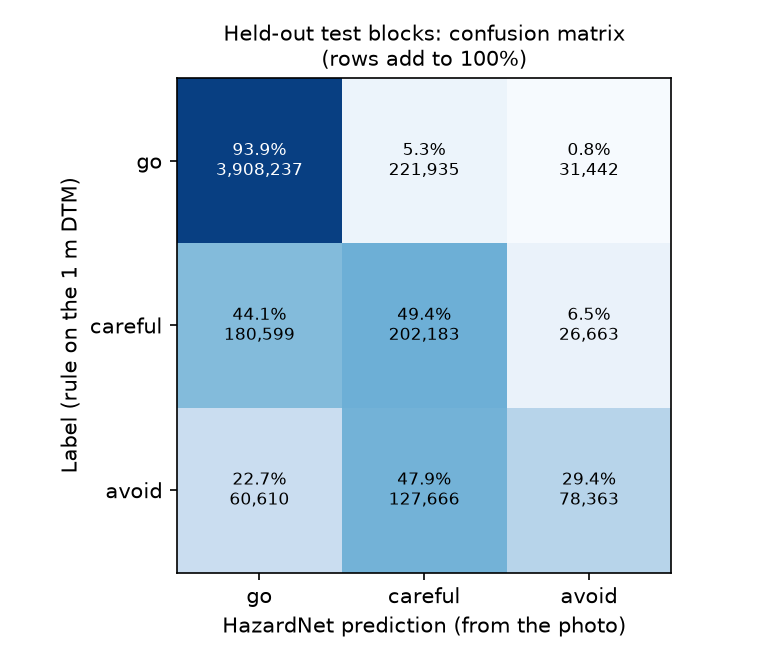 Held-out test blocks: confusion matrix
(rows add to 100%)
Label (rule on the 1 m DTM)
go
93.9%
3,908,237
5.3%
221,935
0.8%
31,442
careful
44.1%
180,599
49.4%
202,183
6.5%
26,663
avoid
22.7%
60,610
47.9%
127,666
29.4%
78,363
go
careful
avoid
HazardNet prediction (from the photo)